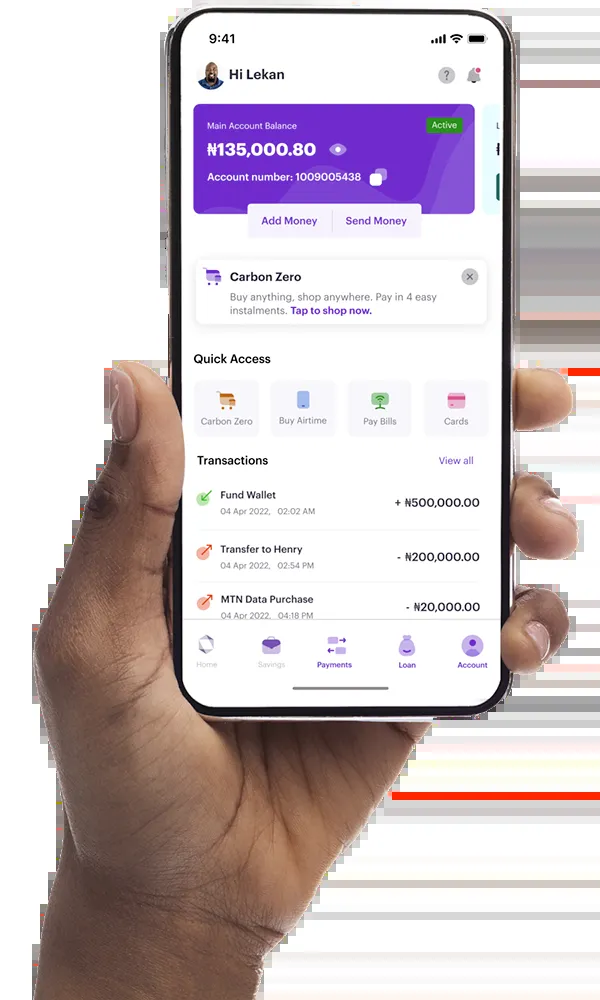 9:41
Hi Lekan
?
Main Account Balance
Active
₦135,000.80
Account number: 1009005438
Add Money
Send Money
L
Carbon Zero
Buy anything, shop anywhere. Pay in 4 easy
instalments. Tap to shop now.
Quick Access
Carbon Zero
Buy Airtime
Pay Bills
Cards
Transactions
View all
Fund Wallet
+ ₦500,000.00
04 Apr 2022, 02:02 AM
Transfer to Henry
- ₦200,000.00
04 Apr 2022, 02:54 PM
MTN Data Purchase
- ₦20,000.00
04 Apr 2022, 04:18 PM
Home
Savings
Payments
Loan
Account